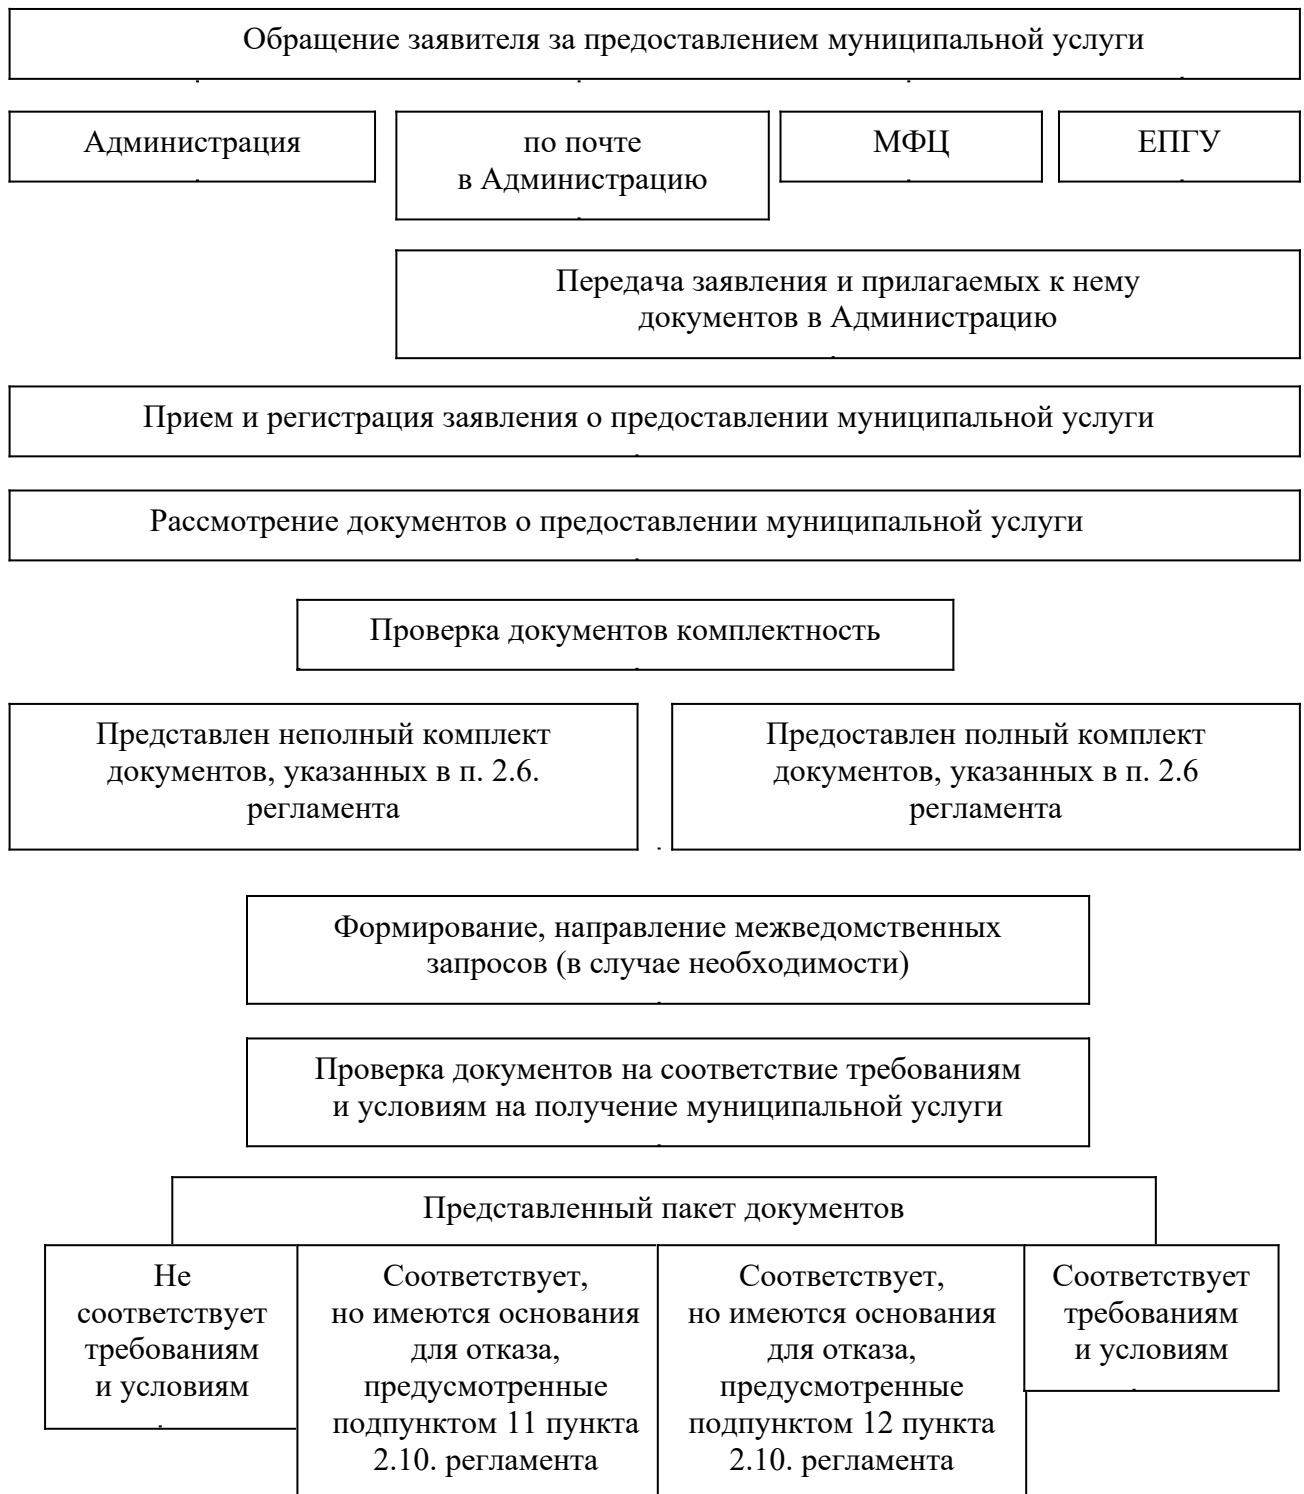 Обращение заявителя за предоставлением муниципальной услуги
Администрация
по почте
в Администрацию
МФЦ
ЕПГУ
Передача заявления и прилагаемых к нему
документов в Администрацию
Прием и регистрация заявления о предоставлении муниципальной услуги
Рассмотрение документов о предоставлении муниципальной услуги
Проверка документов комплектность
Представлен неполный комплект
документов, указанных в п. 2.6.
регламента
Предоставлен полный комплект
документов, указанных в п. 2.6
регламента
Формирование, направление межведомственных
запросов (в случае необходимости)
Проверка документов на соответствие требованиям
и условиям на получение муниципальной услуги
Представленный пакет документов
Не
соответствует
требованиям
и условиям
Соответствует,
но имеются основания
для отказа,
предусмотренные
подпунктом 11 пункта
2.10. регламента
Соответствует,
но имеются основания
для отказа,
предусмотренные
подпунктом 12 пункта
2.10. регламента
Соответствует
требованиям
и условиям